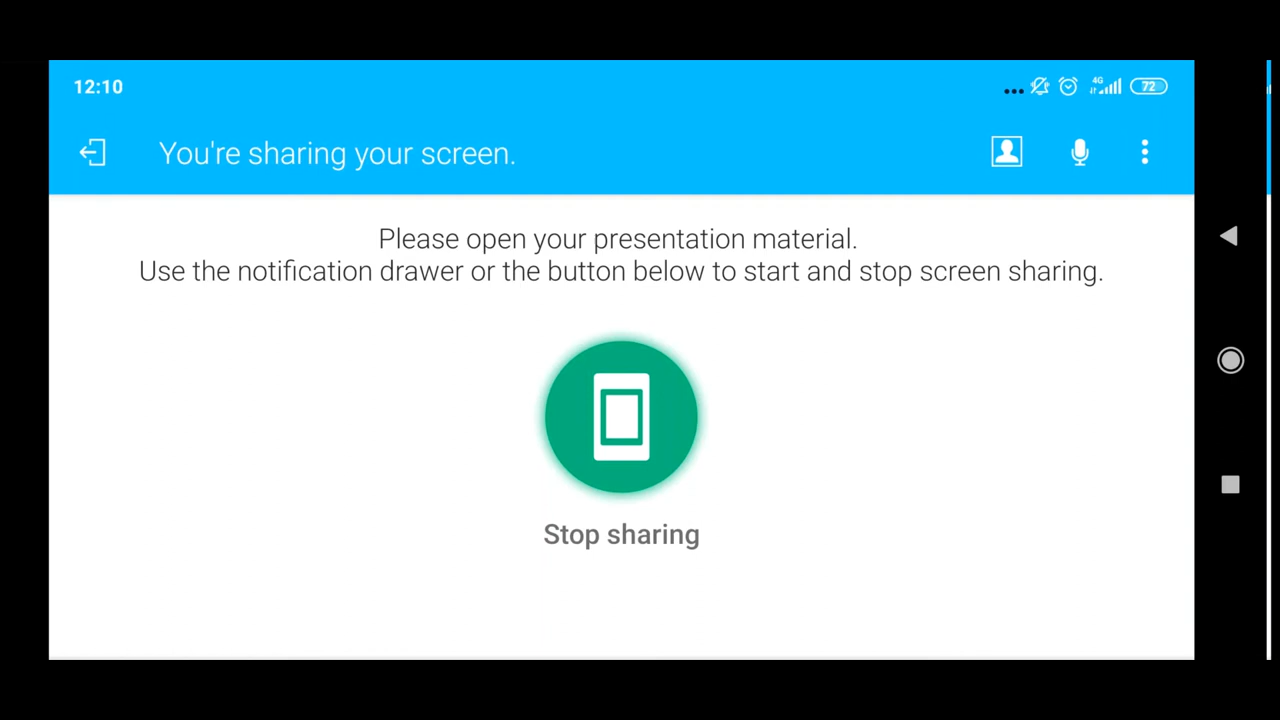 12:10
4G
72
You're sharing your screen.
Please open your presentation material.
Use the notification drawer or the button below to start and stop screen sharing.
Stop sharing